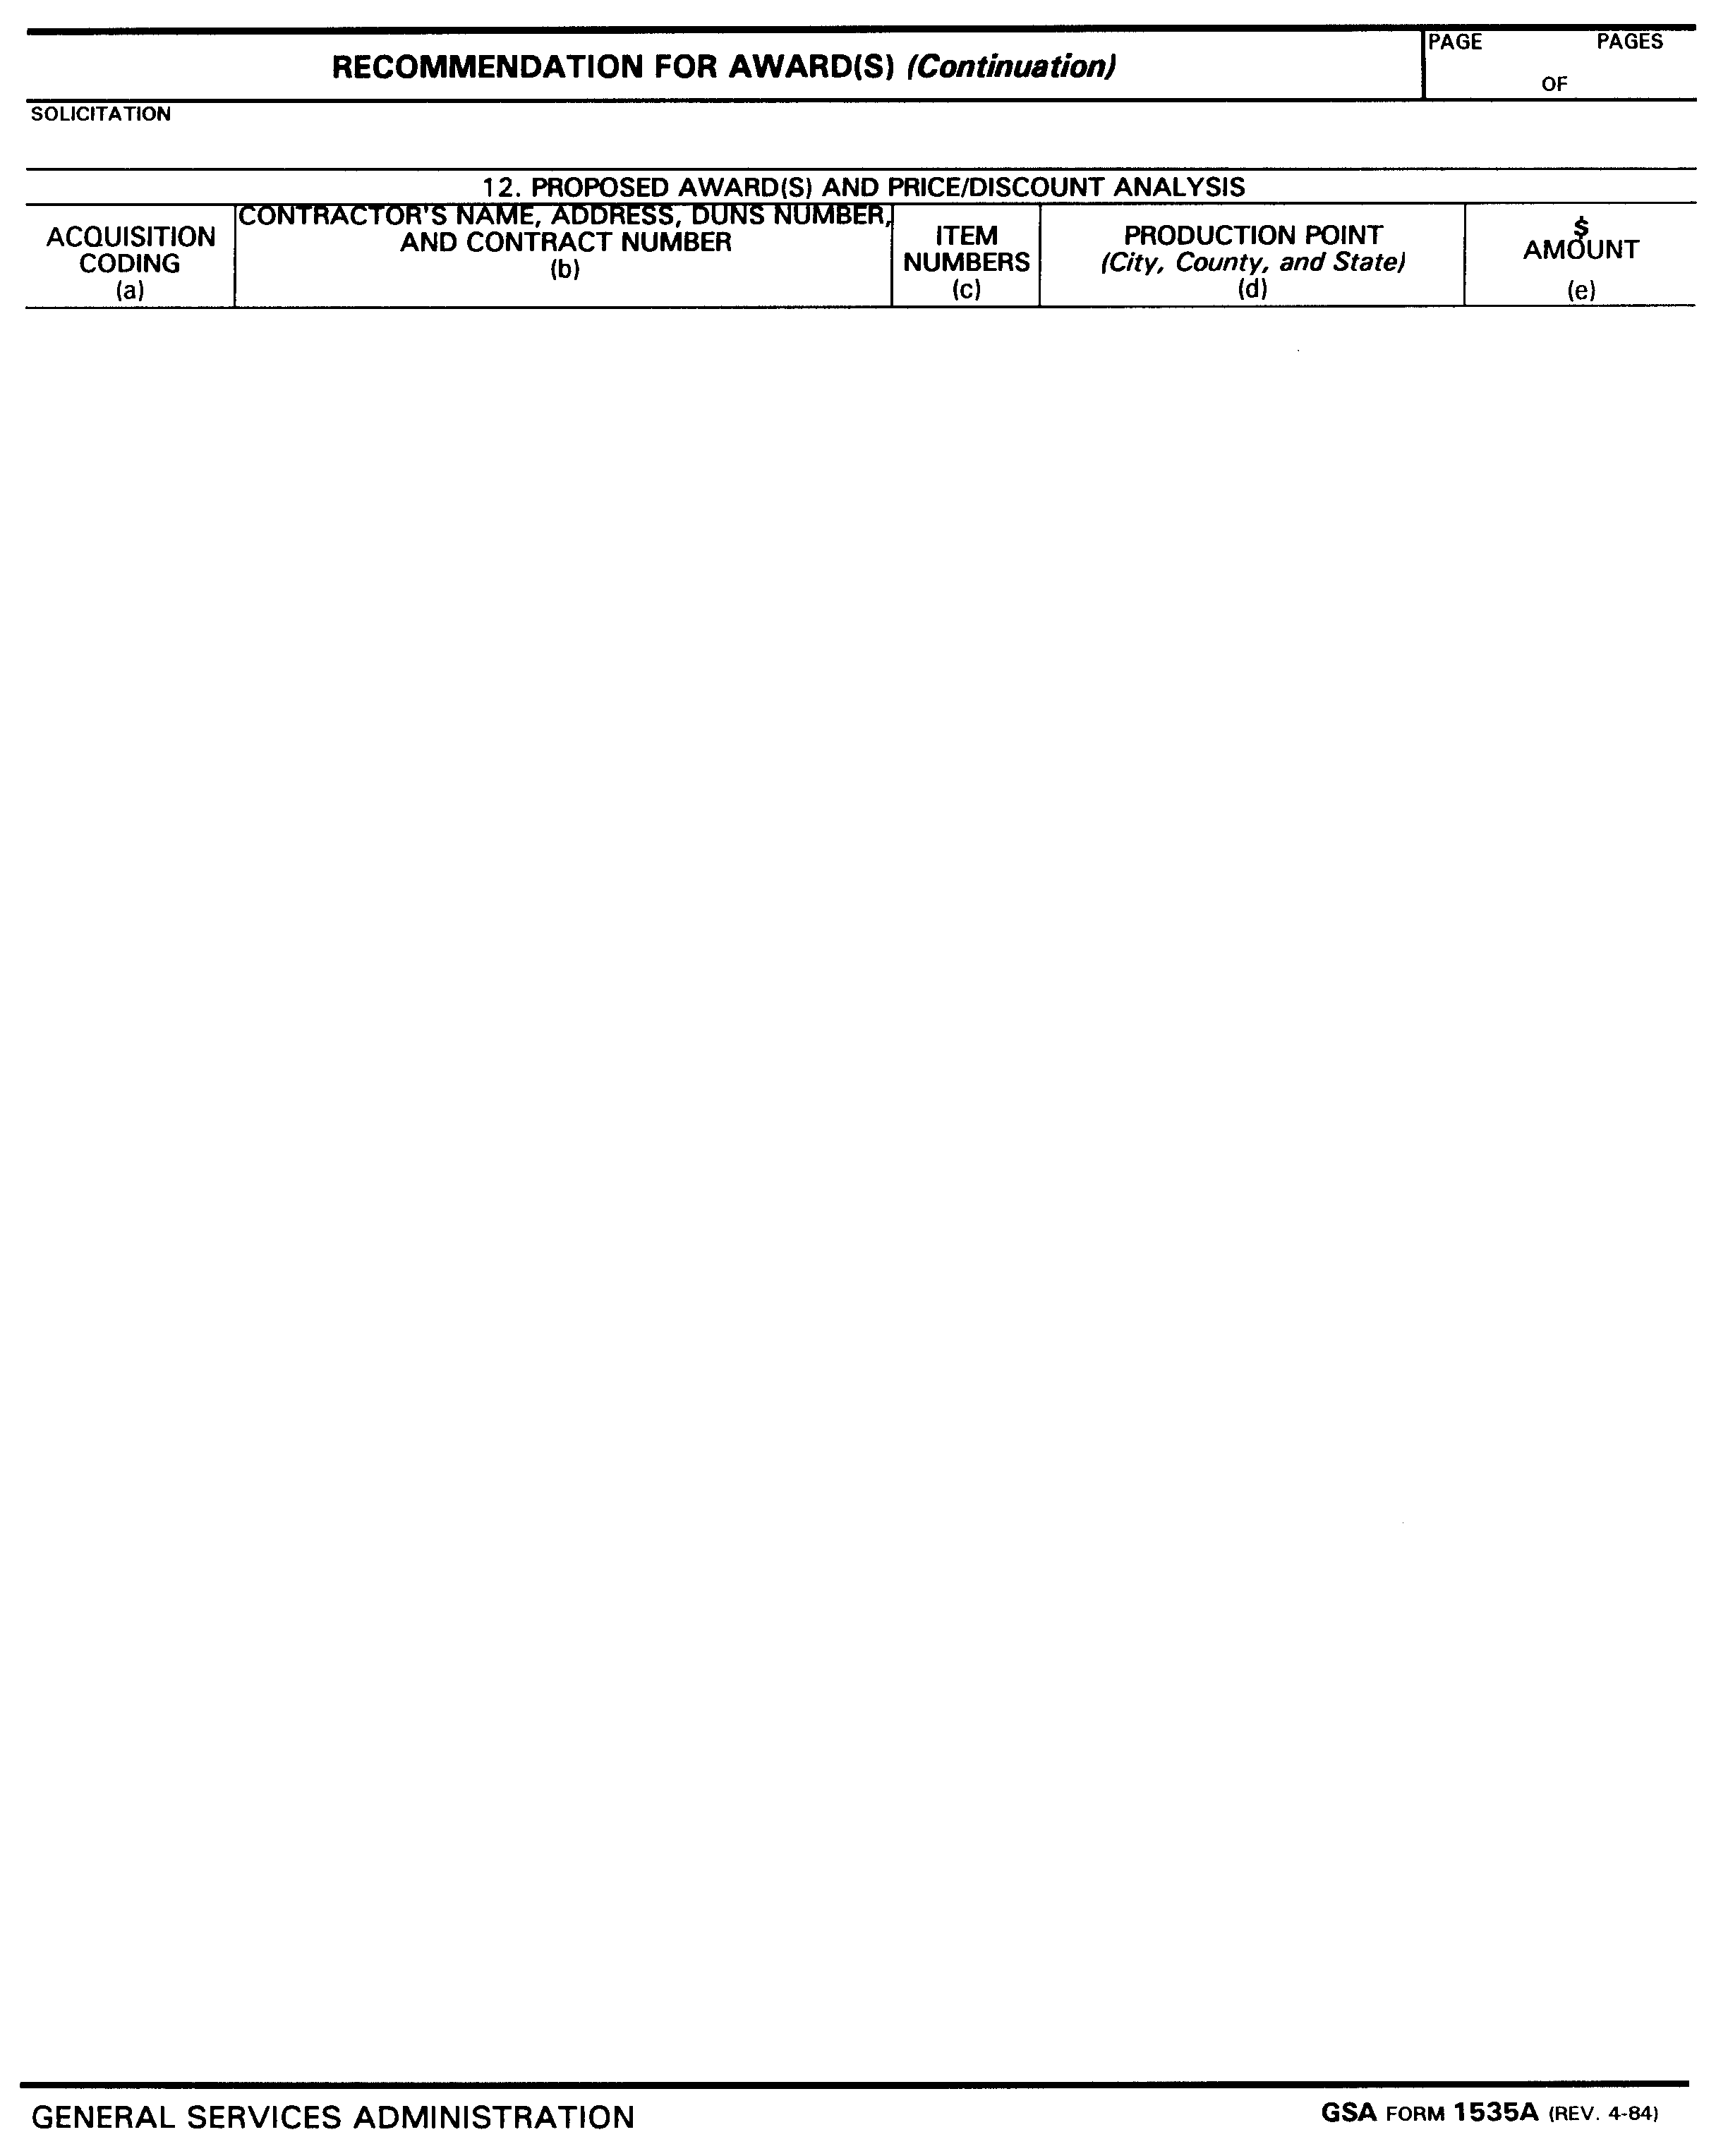 RECOMMENDATION FOR AWARD(S) (Continuation)
PAGE PAGES
OF
SOLICITATION
12. PROPOSED AWARD(S) AND PRICE/DISCOUNT ANALYSIS
ACQUISITION
CODING
(a)
CONTRACTOR'S NAME, ADDRESS, DUNS NUMBER,
AND CONTRACT NUMBER
(b)
ITEM
NUMBERS
(c)
PRODUCTION POINT
(City, County, and State)
(d)
$
AMOUNT
(e)
GENERAL SERVICES ADMINISTRATION
GSA FORM 1535A (REV. 4-84)